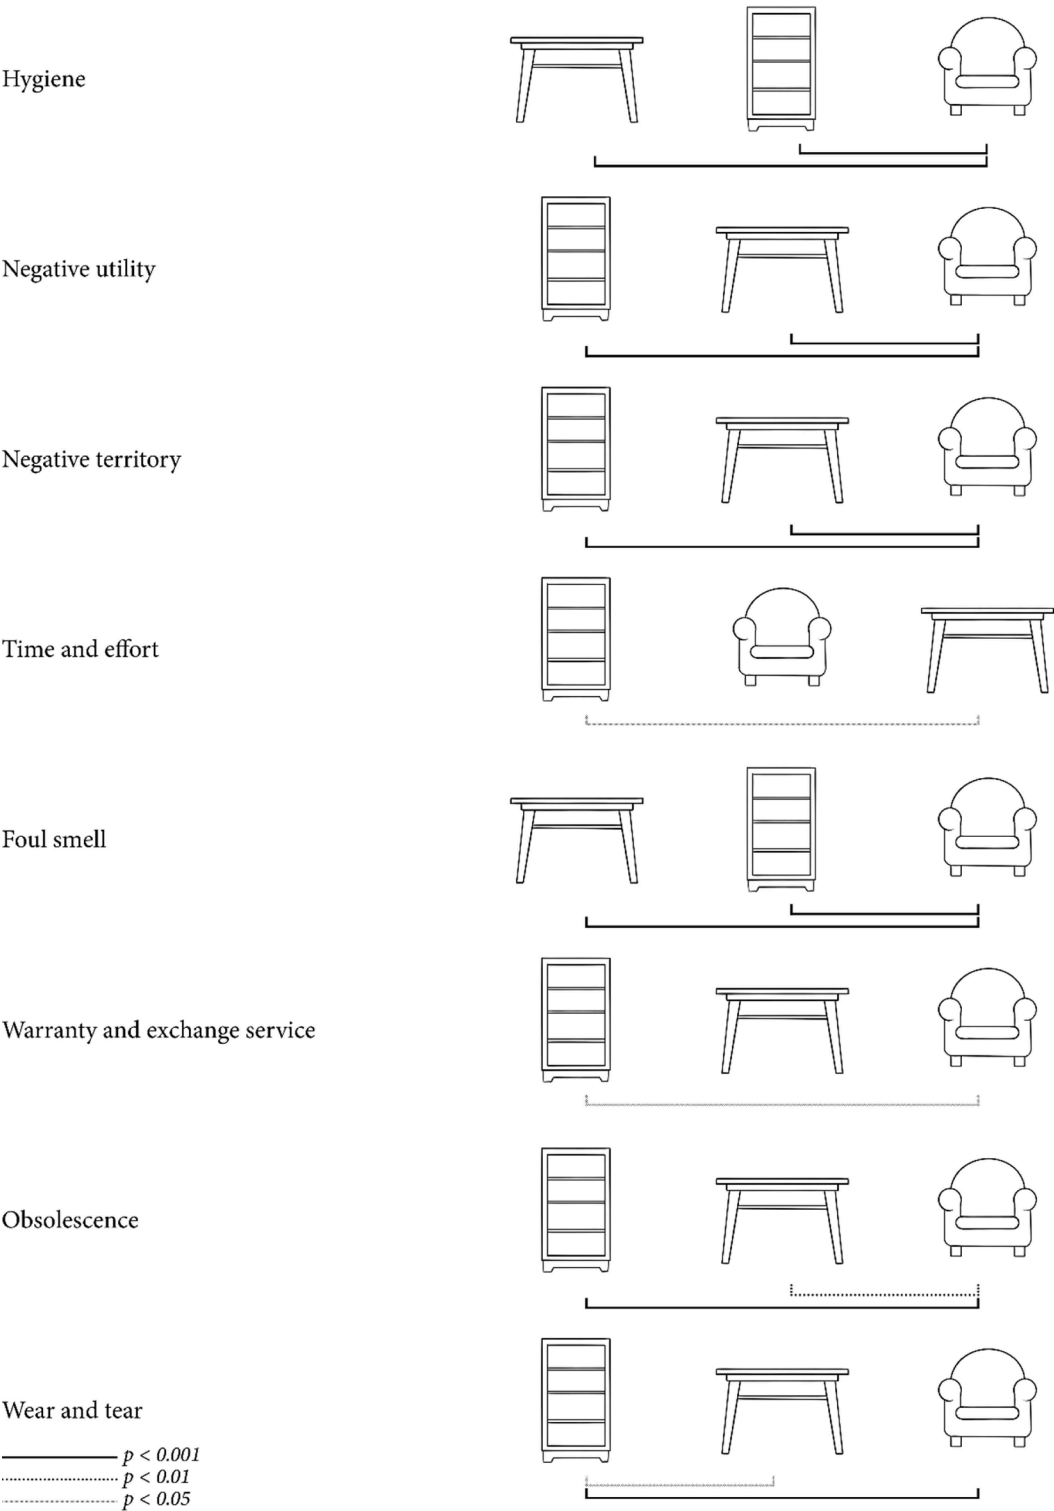 Hygiene
Negative utility
Negative territory
Time and effort
Foul smell
Warranty and exchange service
Obsolescence
Wear and tear
p < 0.001
p < 0.01
p < 0.05